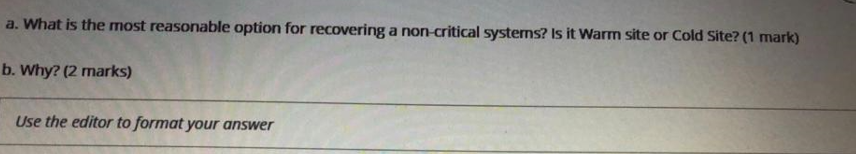 a. What is the most reasonable option for recovering a non-critical systems? Is it Warm site or Cold Site? (1 mark)
b. Why? (2 marks)
Use the editor to format your answer